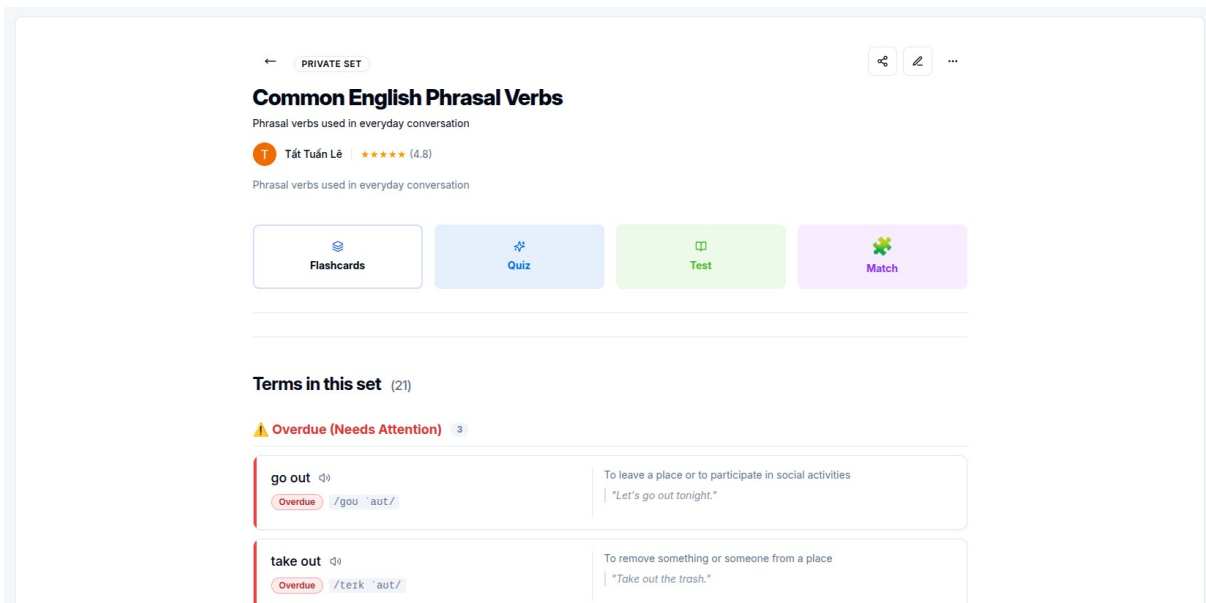 PRIVATE SET
Common English Phrasal Verbs
Phrasal verbs used in everyday conversation
T Tất Tuấn Lê ★★★★★ (4.8)
Phrasal verbs used in everyday conversation
Flashcards
Quiz
Test
Match
Terms in this set (21)
Overdue (Needs Attention) 3
go out
Overdue /ɡoʊ ˈaʊt/
To leave a place or to participate in social activities
"Let's go out tonight."
take out
Overdue /teɪk ˈaʊt/
To remove something or someone from a place
"Take out the trash."